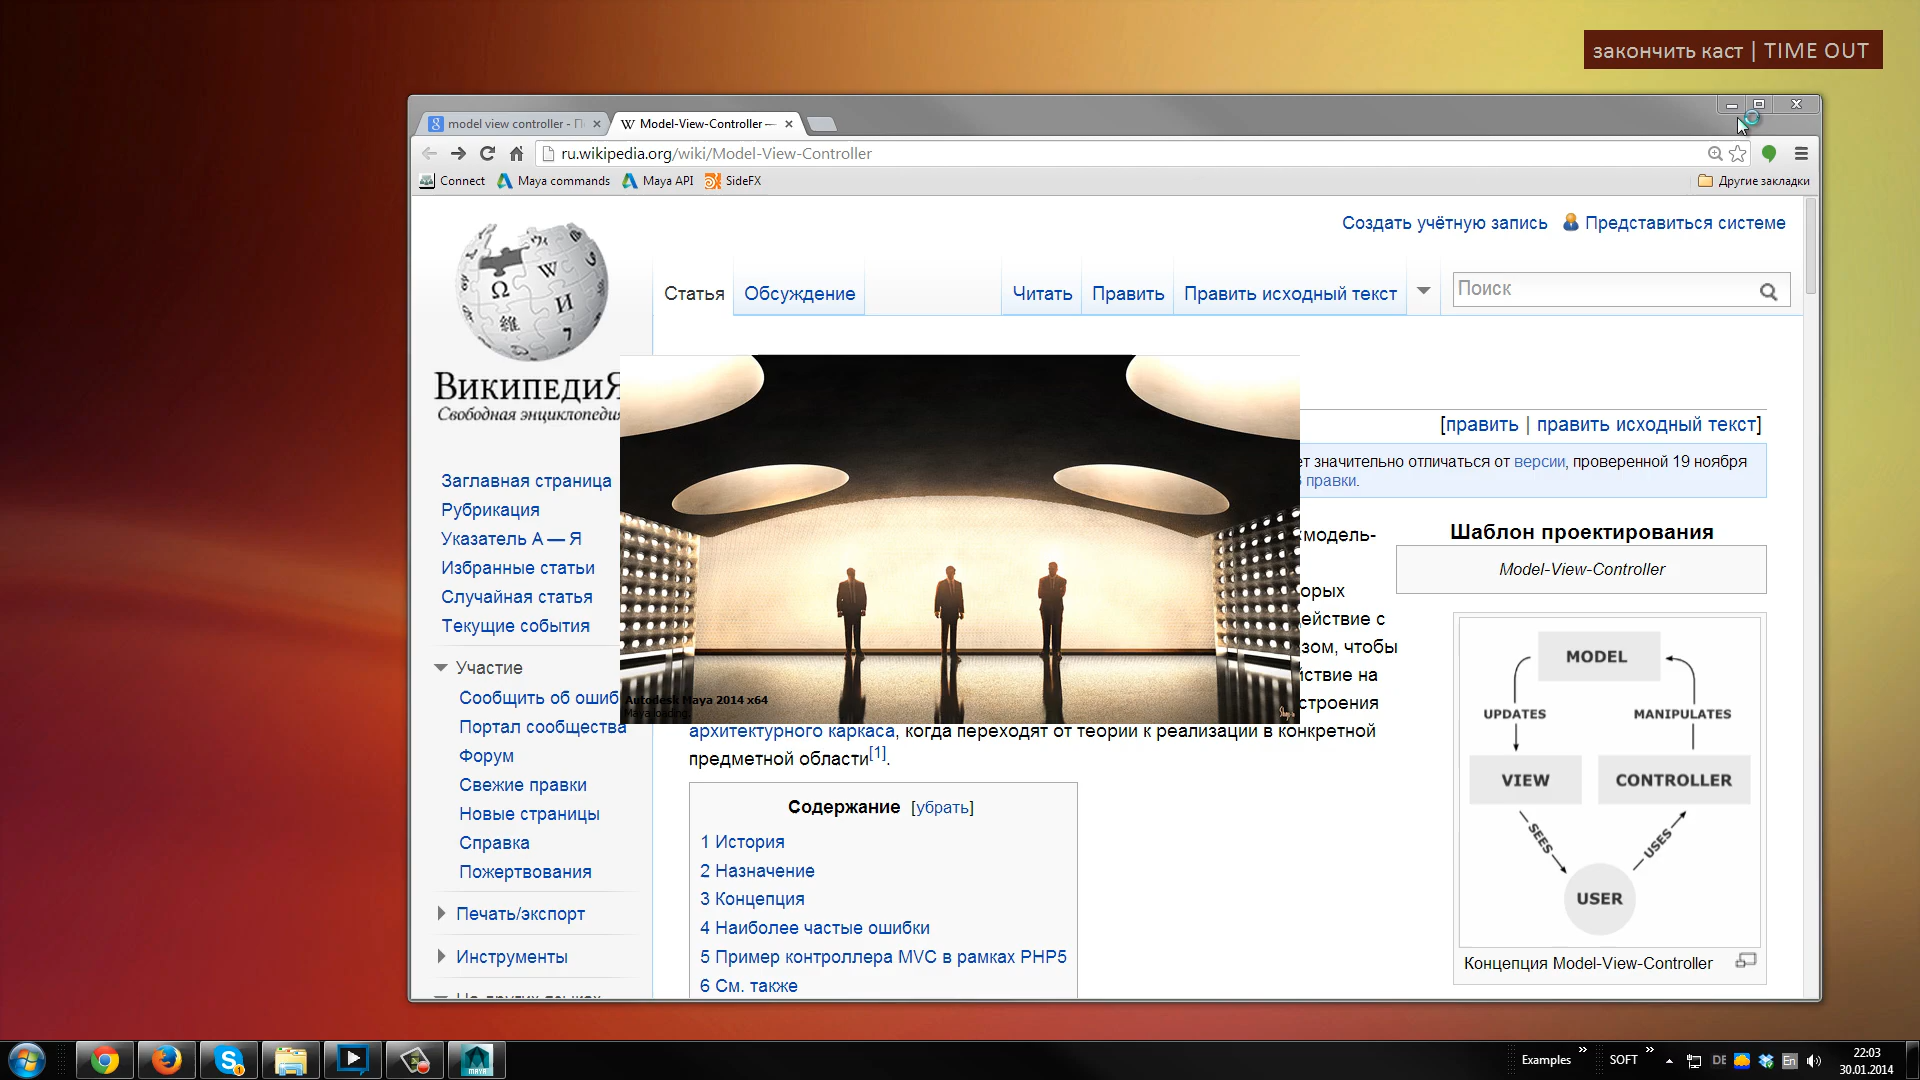 закончить каст | TIME OUT
model view controller - П
Model-View-Controller —
ru.wikipedia.org/wiki/Model-View-Controller
Connect
Maya commands
Maya API
SideFX
Другие закладки
Создать учётную запись
Представиться системе
ВИКИПЕДИЯ
Свободная энциклопедия
Статья
Обсуждение
Читать
Править
Править исходный текст
Поиск
[править | править исходный текст]
значительно отличаться от версии, проверенной 19 ноября
правки.
Заглавная страница
Рубрикация
Указатель А — Я
Избранные статьи
Случайная статья
Текущие события
Участие
Сообщить об ошиб
Портал сообщества
Форум
Свежие правки
Новые страницы
Справка
Пожертвования
Печать/экспорт
Инструменты
Autodesk Maya 2014 x64
Maya loading
модель-
орых
ействие с
зом, чтобы
йствие на
строения
архитектурного каркаса, когда переходят от теории к реализации в конкретной
предметной области[1].
Содержание [убрать]
1 История
2 Назначение
3 Концепция
4 Наиболее частые ошибки
5 Пример контроллера MVC в рамках PHP5
6 См. также
Шаблон проектирования
Model-View-Controller
MODEL
UPDATES
MANIPULATES
VIEW
CONTROLLER
SEES
USES
USER
Концепция Model-View-Controller
MAYA
Examples »
SOFT »
DE
En
22:03
30.01.2014